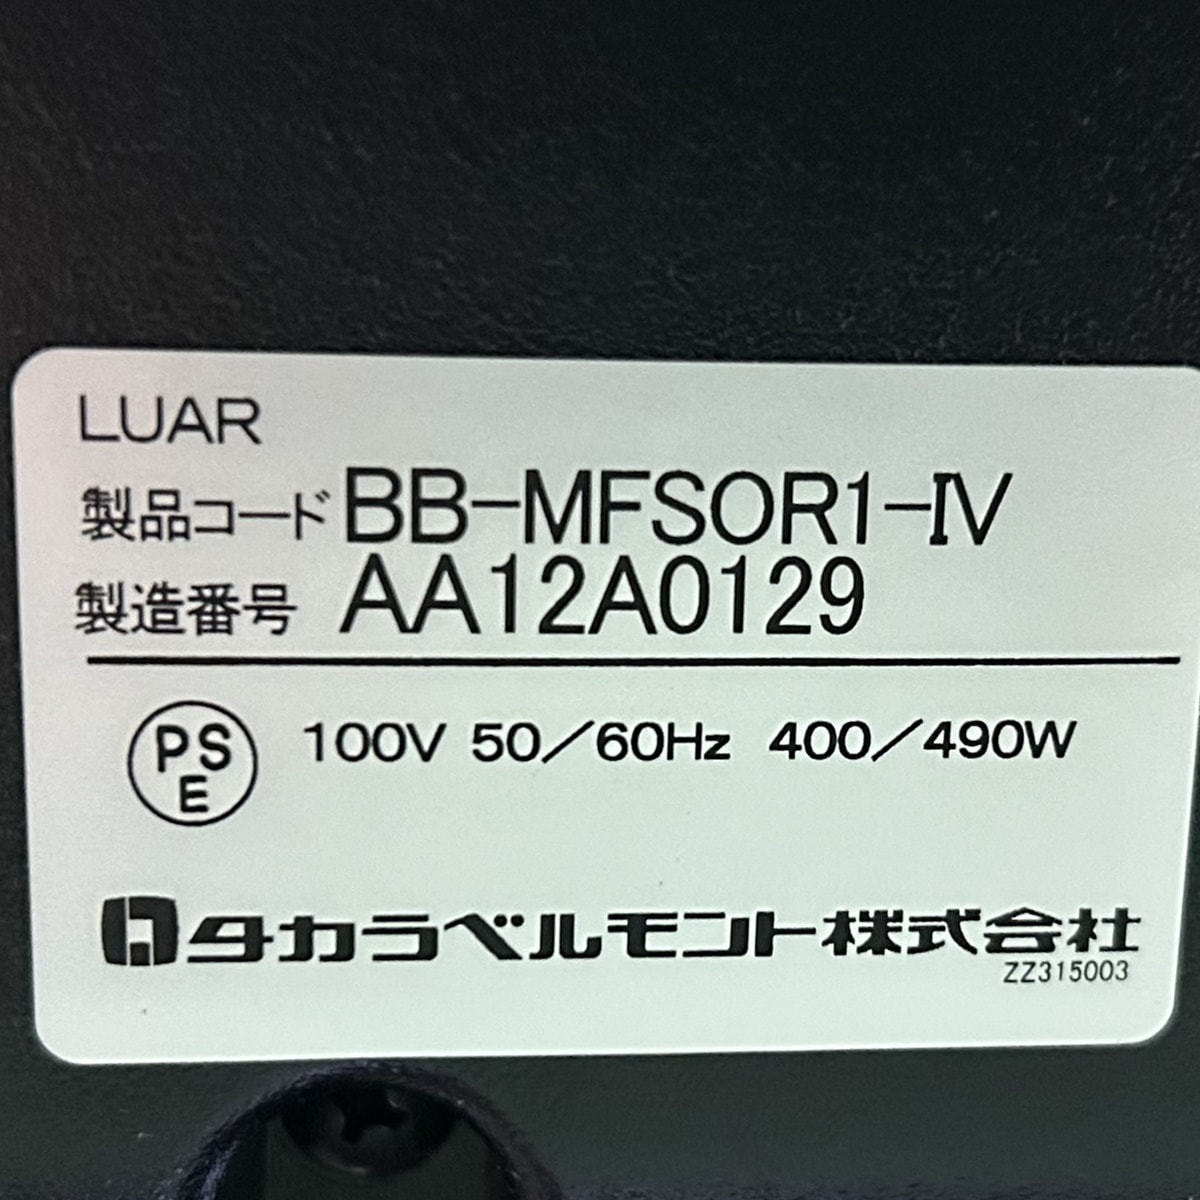 LUAR
製品コード BB-MFSOR1-IV
製造番号 AA12A0129
PSE 100V 50/60Hz 400/490W
タカラベルモント株式会社
ZZ315003